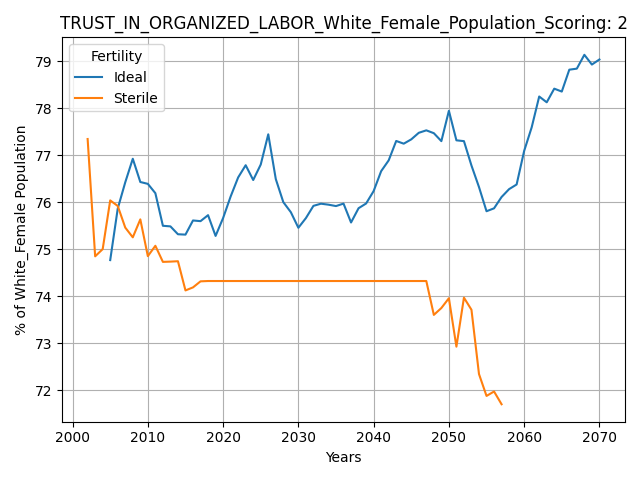 TRUST_IN_ORGANIZED_LABOR_White_Female_Population_Scoring: 2
Fertility
Ideal
Sterile
% of White_Female Population
79
78
77
76
75
74
73
72
2000 2010 2020 2030 2040 2050 2060 2070
Years